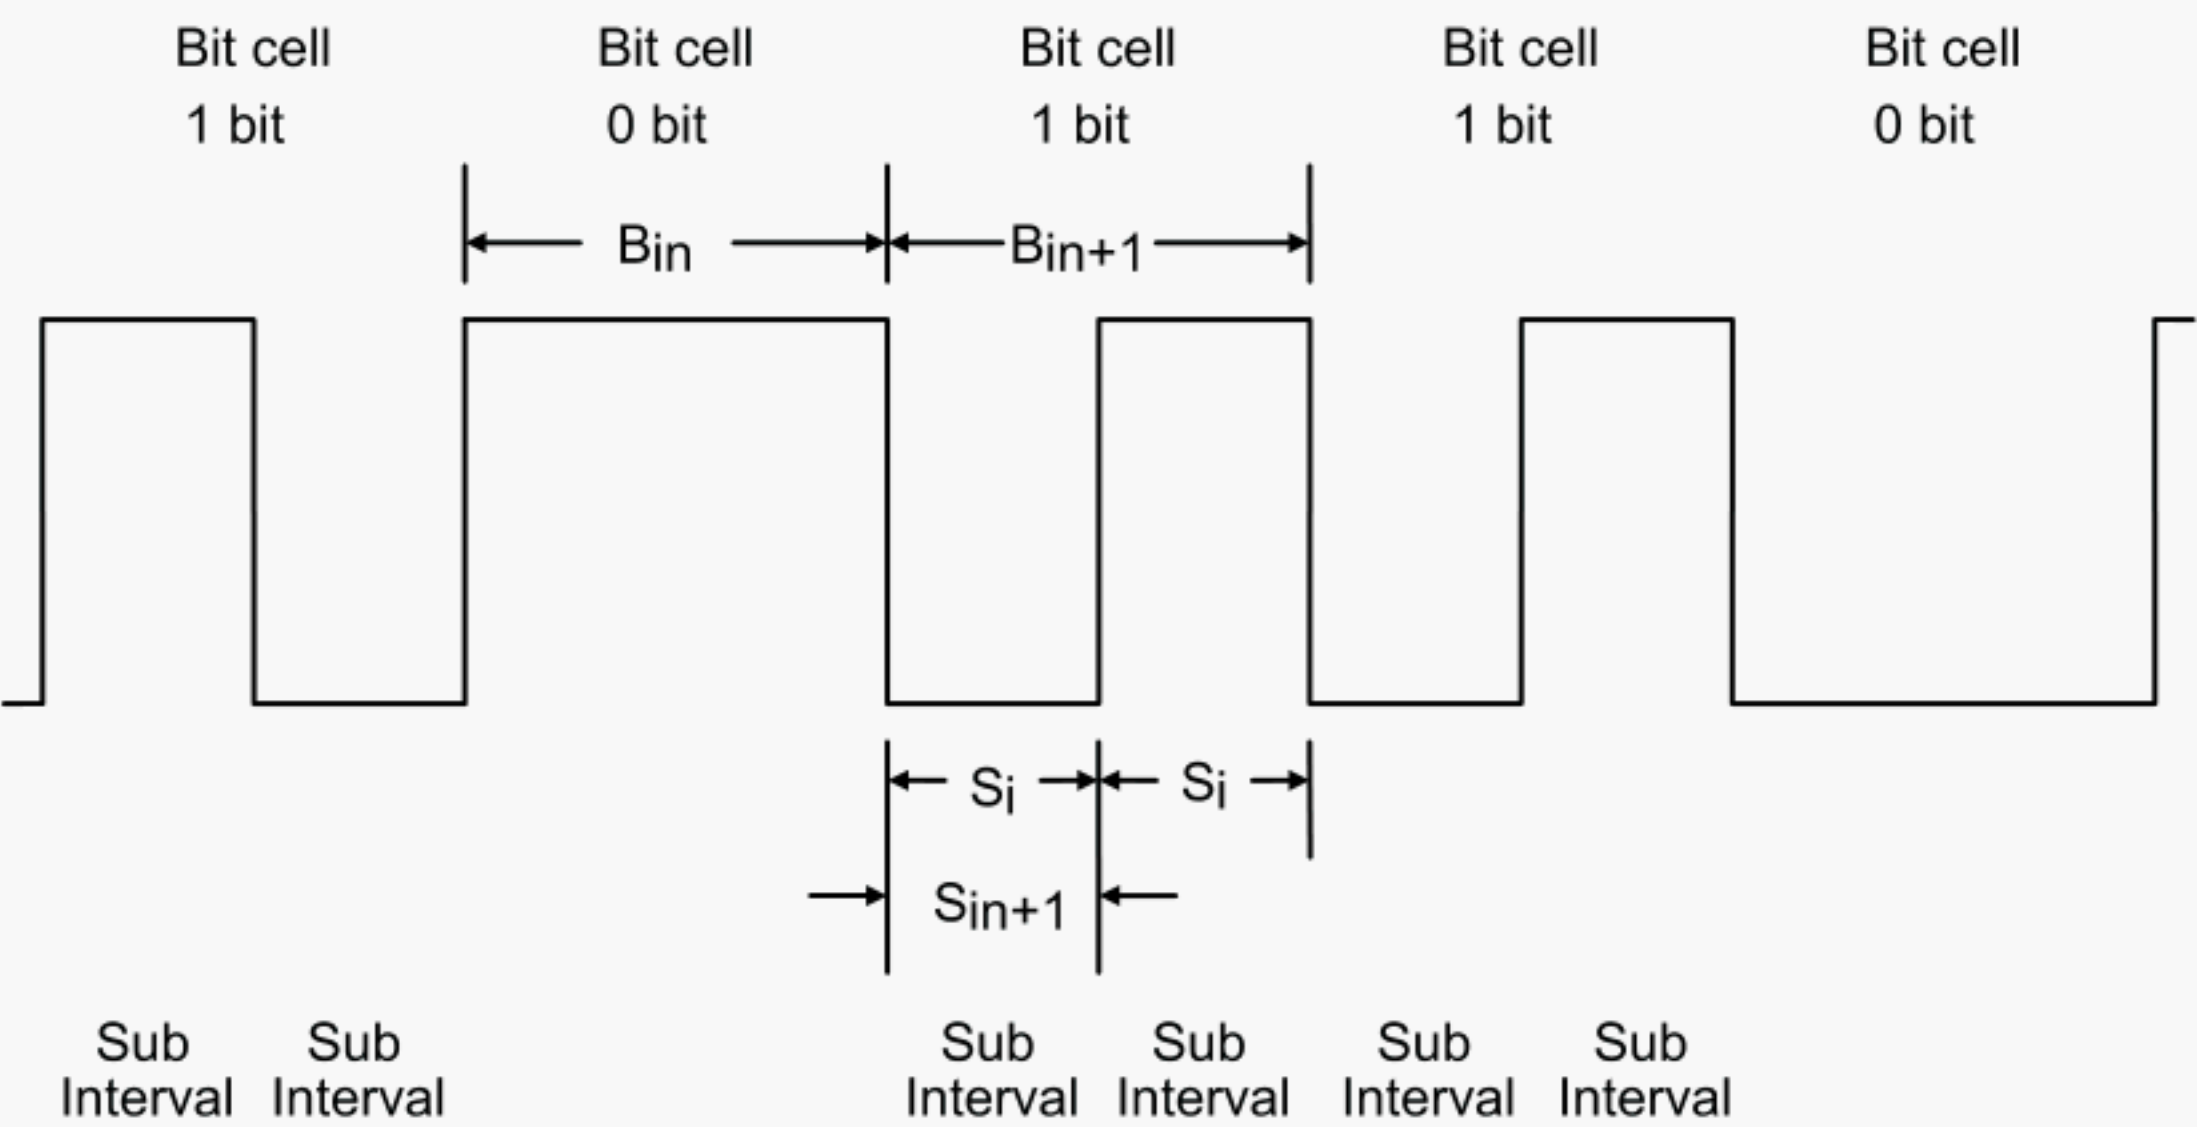 Bit cell Bit cell Bit cell Bit cell Bit cell
1 bit 0 bit 1 bit 1 bit 0 bit
Bin Bin+1
Si Si
Sin+1
Sub Sub Sub Sub Sub Sub
Interval Interval Interval Interval Interval Interval